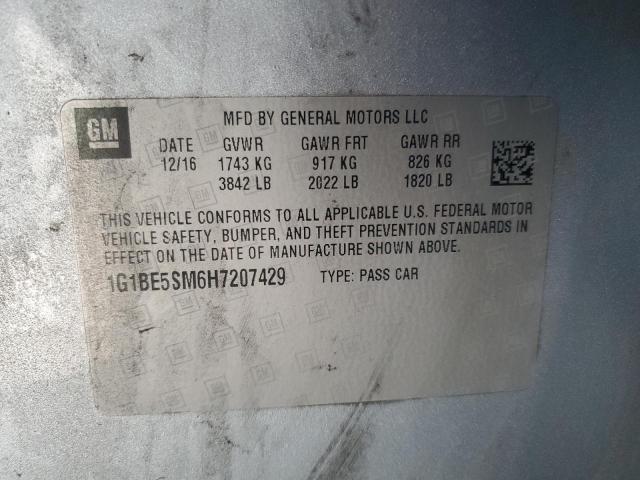 GM
MFD BY GENERAL MOTORS LLC
DATE GVWR GAWR FRT GAWR RR
12/16 1743 KG 917 KG 826 KG
3842 LB 2022 LB 1820 LB
THIS VEHICLE CONFORMS TO ALL APPLICABLE U.S. FEDERAL MOTOR
VEHICLE SAFETY, BUMPER, AND THEFT PREVENTION STANDARDS IN
EFFECT ON THE DATE OF MANUFACTURE SHOWN ABOVE.
1G1BE5SM6H7207429 TYPE: PASS CAR